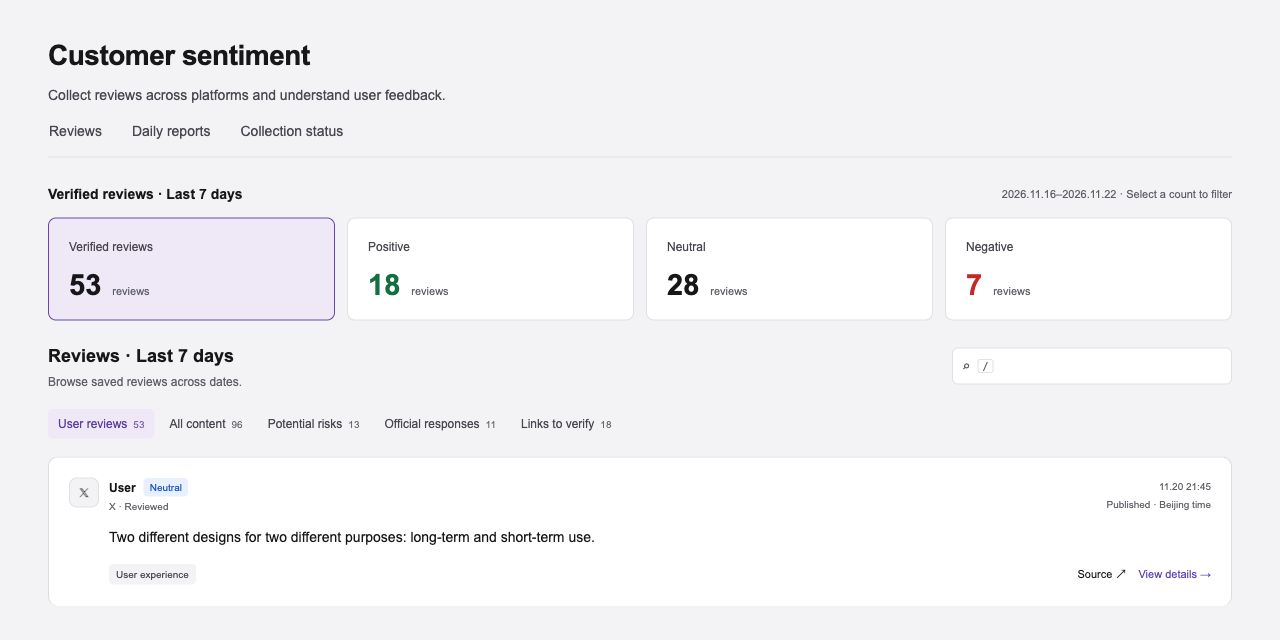 Customer sentiment
Collect reviews across platforms and understand user feedback.
Reviews Daily reports Collection status
Verified reviews · Last 7 days 2026.11.16–2026.11.22 · Select a count to filter
Verified reviews Positive Neutral Negative
53 reviews 18 reviews 28 reviews 7 reviews
Reviews · Last 7 days
/
Browse saved reviews across dates.
User reviews 53 All content 96 Potential risks 13 Official responses 11 Links to verify 18
𝕏 User Neutral 11.20 21:45
X · Reviewed Published · Beijing time
Two different designs for two different purposes: long-term and short-term use.
User experience Source ↗ View details →